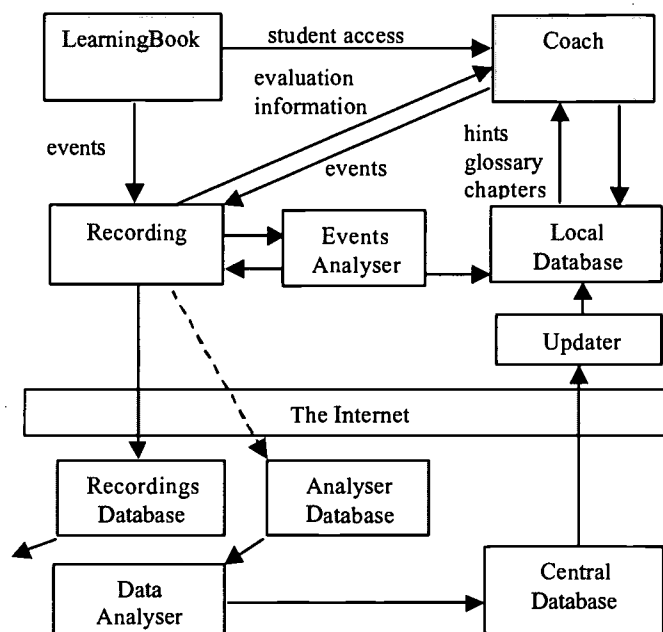 LearningBook
student access
Coach
evaluation
information
events
events
hints
glossary
chapters
Recording
Events
Analyser
Local
Database
Updater
The Internet
Recordings
Database
Analyser
Database
Data
Analyser
Central
Database